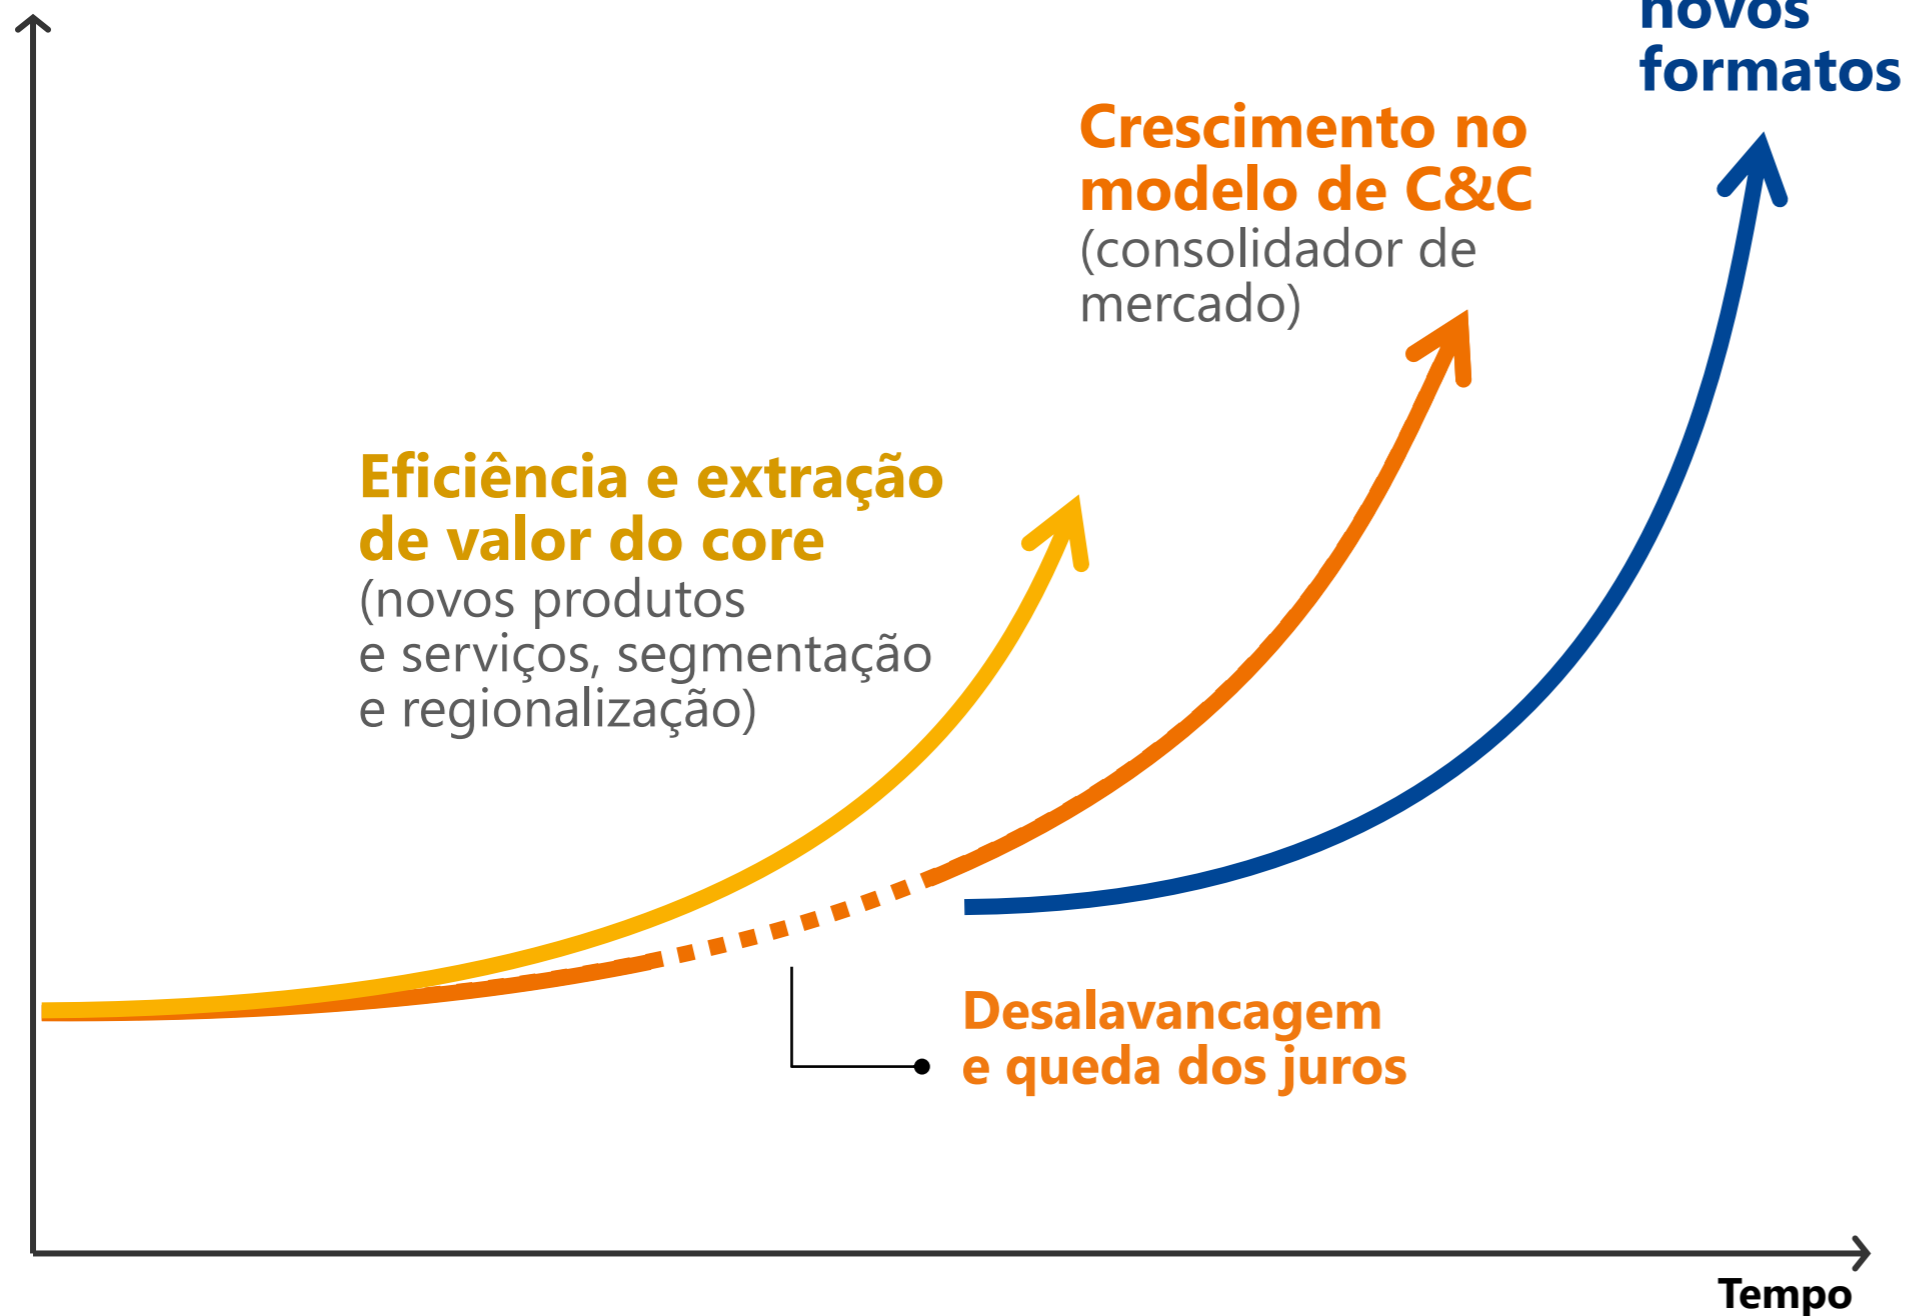 novos
formatos
Crescimento no
modelo de C&C
(consolidador de
mercado)
Eficiência e extração
de valor do core
(novos produtos
e serviços, segmentação
e regionalização)
Desalavancagem
e queda dos juros
Tempo